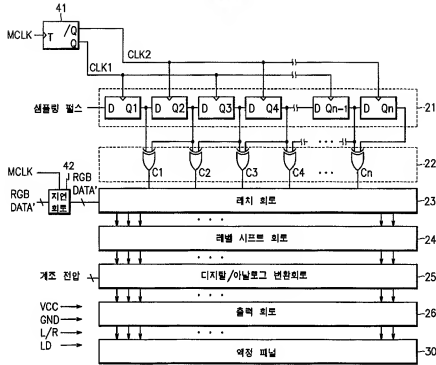 41
MCLK
T
/Q
Q
CLK2
CLK1
샘플링 펄스
D Q1
D Q2
D Q3
D Q4
D Qn-1
D Qn
21
22
C1
C2
C3
C4
Cn
MCLK
42
RGB DATA'
지연 회로
RGB DATA'
래치 회로
23
레벨 시프트 회로
24
계조 전압
디지탈/아날로그 변환회로
25
VCC
GND
L/R
LD
출력 회로
26
액정 패널
30